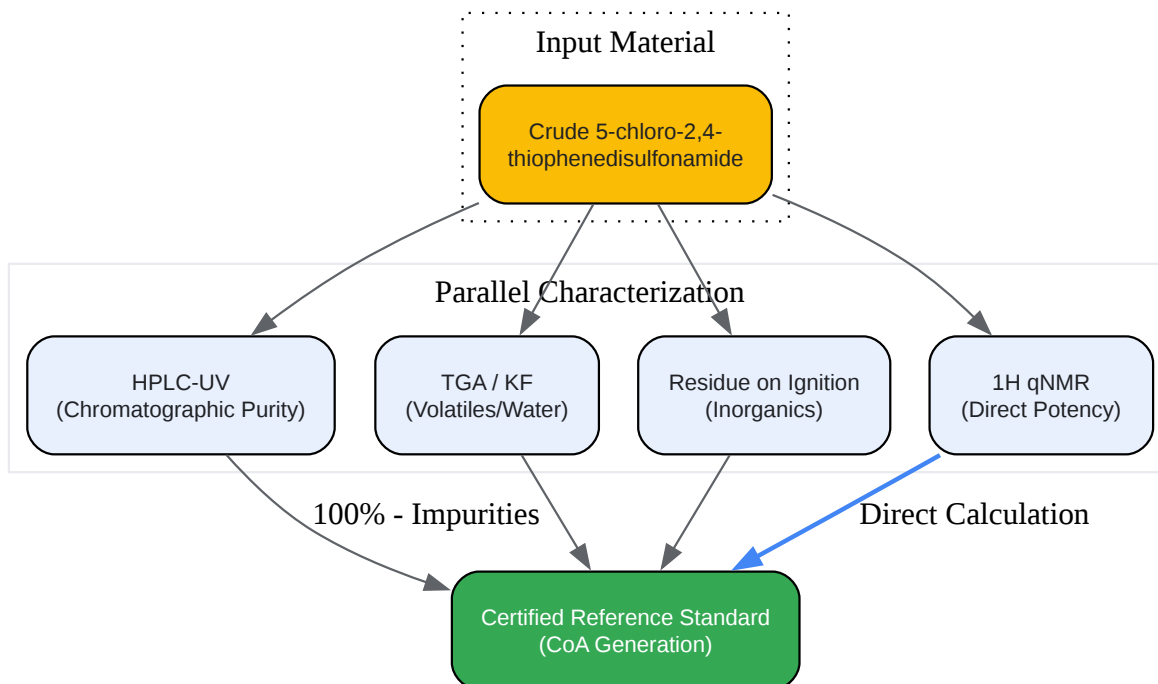 Input Material
Crude 5-chloro-2,4-
thiophenedisulfonamide
Parallel Characterization
HPLC-UV
(Chromatographic Purity)
TGA / KF
(Volatiles/Water)
Residue on Ignition
(Inorganics)
1H qNMR
(Direct Potency)
100% - Impurities
Direct Calculation
Certified Reference Standard
(CoA Generation)